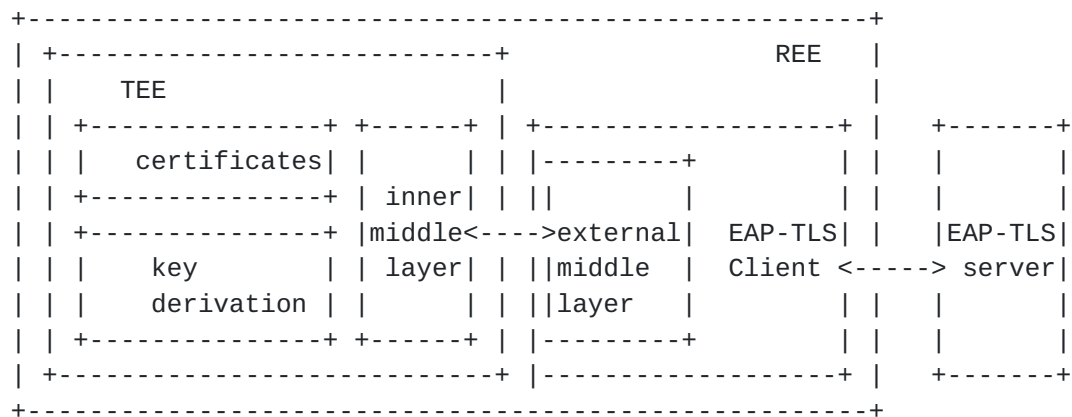 +------------------------------------------------------+
| +----------------------------+                 REE   |
| |    TEE                     |                       |
| | +---------------+ +------+ | +-------------------+ |   +-------+
| | |   certificates| |      | | |---------+         | |   |       |
| | +---------------+ | inner| | ||        |         | |   |       |
| | +---------------+ |middle<---->external|  EAP-TLS| |   |EAP-TLS|
| | |    key        | | layer| | ||middle  |  Client <-----> server|
| | |    derivation | |      | | ||layer   |         | |   |       |
| | +---------------+ +------+ | |---------+         | |   |       |
| +----------------------------+ |-------------------+ |   +-------+
+------------------------------------------------------+